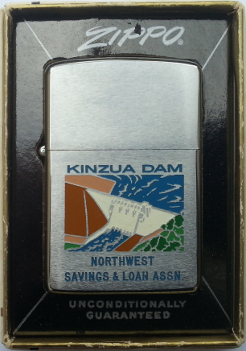 ZIPPO
KINZUA DAM
NORTHWEST
SAVINGS & LOAN ASSN.
UNCONDITIONALLY
GUARANTEED